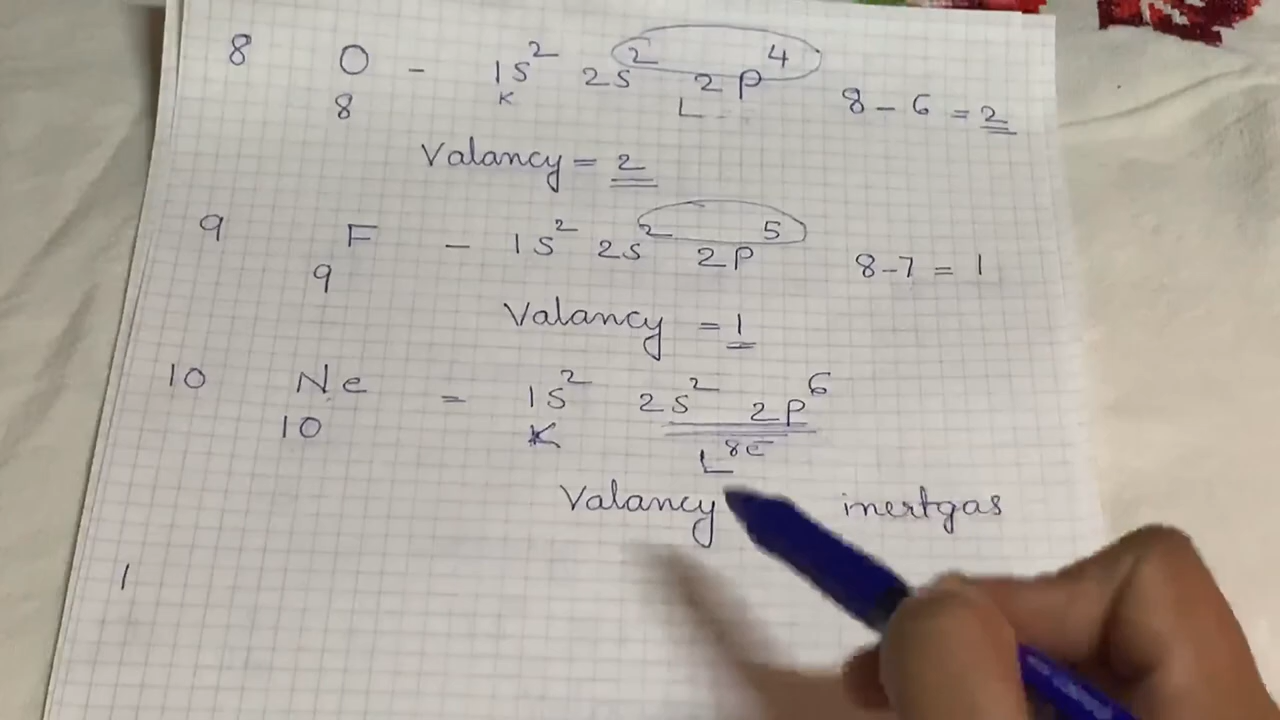 8 O - 1s² 2s² 2p⁴
8 K L 8 - 6 = 2
Valancy = 2
9 F - 1s² 2s² 2p⁵
9 8-7 = 1
Valancy = 1
10 Ne = 1s² 2s² 2p⁶
10 K L⁸ᵉ⁻
Valancy inertgas
1